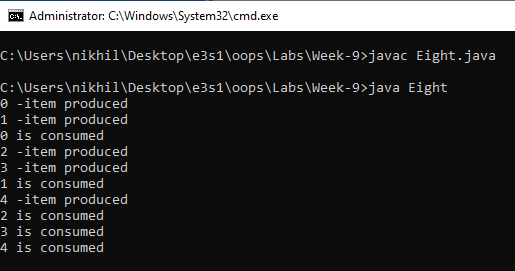 Administrator: C:\Windows\System32\cmd.exe
C:\Users\nikhil\Desktop\e3s1\oops\Labs\Week-9>javac Eight.java
C:\Users\nikhil\Desktop\e3s1\oops\Labs\Week-9>java Eight
0 -item produced
1 -item produced
0 is consumed
2 -item produced
3 -item produced
1 is consumed
4 -item produced
2 is consumed
3 is consumed
4 is consumed